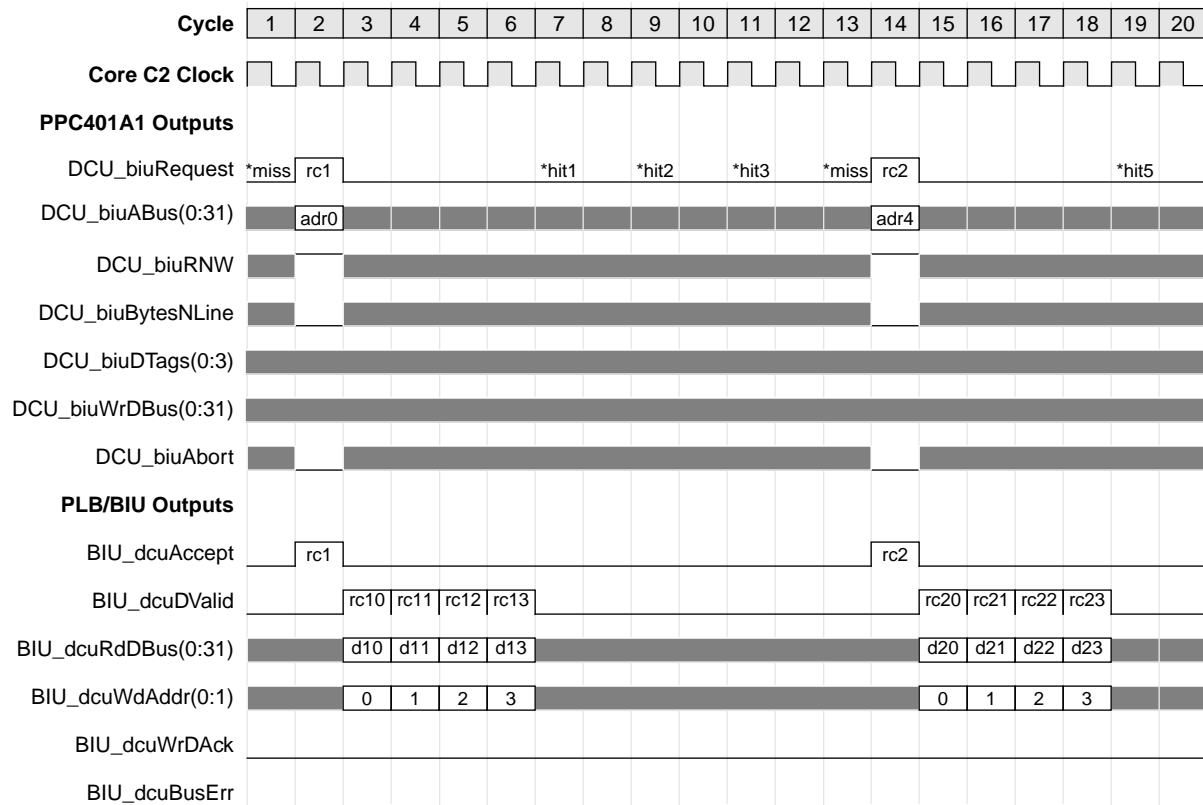 Cycle 1 2 3 4 5 6 7 8 9 10 11 12 13 14 15 16 17 18 19 20
Core C2 Clock
PPC401A1 Outputs
DCU_biuRequest *miss rc1 *hit1 *hit2 *hit3 *miss rc2 *hit5
DCU_biuABus(0:31) adr0 adr4
DCU_biuRNW
DCU_biuBytesNLine
DCU_biuDTags(0:3)
DCU_biuWrDBus(0:31)
DCU_biuAbort
PLB/BIU Outputs
BIU_dcuAccept rc1 rc2
BIU_dcuDValid rc10 rc11 rc12 rc13 rc20 rc21 rc22 rc23
BIU_dcuRdDBus(0:31) d10 d11 d12 d13 d20 d21 d22 d23
BIU_dcuWdAddr(0:1) 0 1 2 3 0 1 2 3
BIU_dcuWrDAck
BIU_dcuBusErr